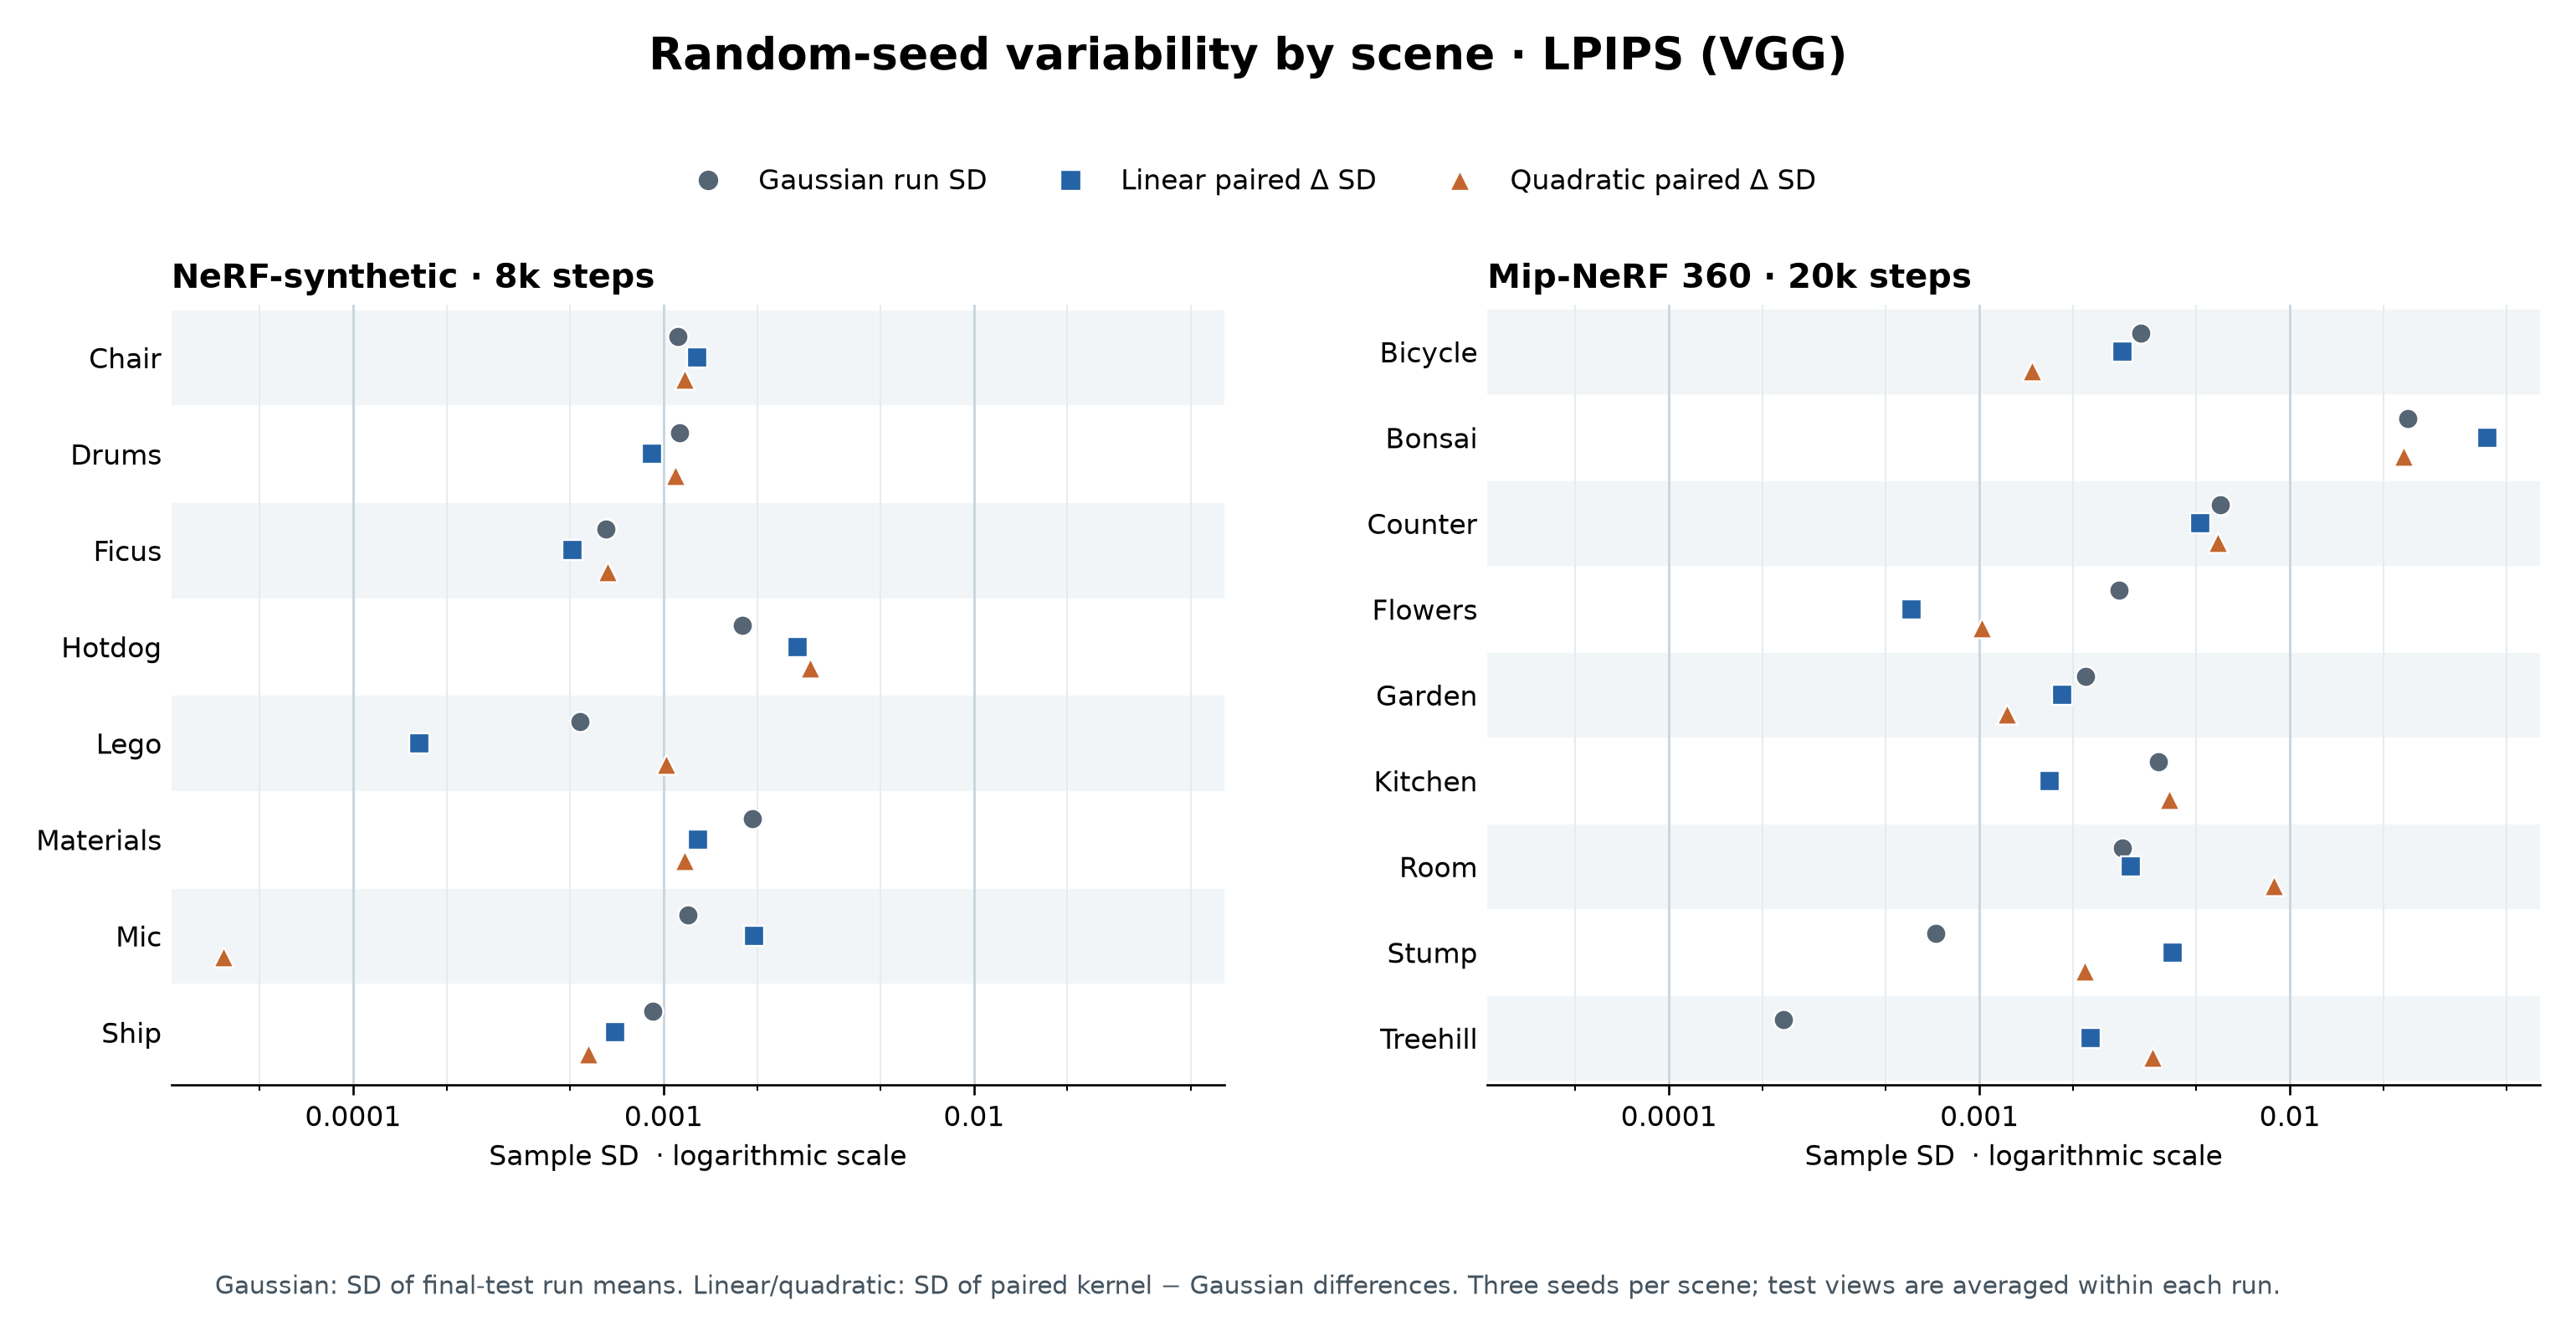 Random-seed variability by scene · LPIPS (VGG)
Gaussian run SD
Linear paired Δ SD
Quadratic paired Δ SD
NeRF-synthetic · 8k steps
Chair
Drums
Ficus
Hotdog
Lego
Materials
Mic
Ship
0.0001
0.001
0.01
Sample SD · logarithmic scale
Mip-NeRF 360 · 20k steps
Bicycle
Bonsai
Counter
Flowers
Garden
Kitchen
Room
Stump
Treehill
0.0001
0.001
0.01
Sample SD · logarithmic scale
Gaussian: SD of final-test run means. Linear/quadratic: SD of paired kernel − Gaussian differences. Three seeds per scene; test views are averaged within each run.